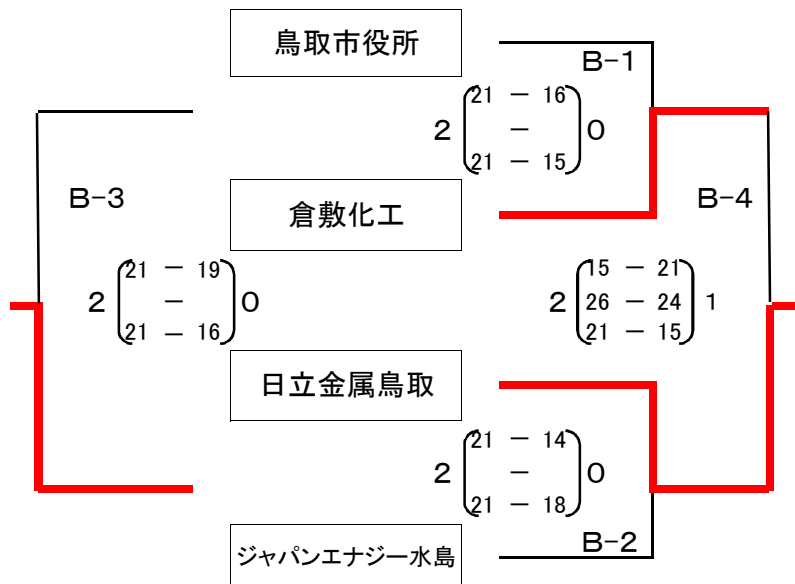 鳥取市役所
B-1
21 - 16
2 - 0
21 - 15
B-3
倉敷化工
B-4
21 - 19
2 - 0
21 - 16
15 - 21
2 26 - 24 1
21 - 15
日立金属鳥取
21 - 14
2 - 0
21 - 18
ジャパンエナジー水島
B-2